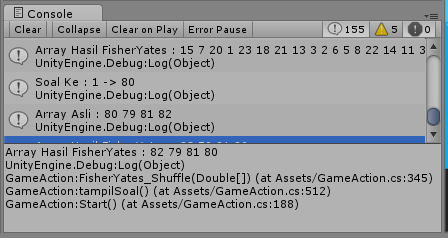 Console
Clear Collapse Clear on Play Error Pause 155 5 0
Array Hasil FisherYates : 15 7 20 1 23 18 21 13 3 2 6 5 8 22 14 11 3
UnityEngine.Debug:Log(Object)
Soal Ke : 1 -> 80
UnityEngine.Debug:Log(Object)
Array Asli : 80 79 81 82
UnityEngine.Debug:Log(Object)
Array Hasil FisherYates : 82 79 81 80
UnityEngine.Debug:Log(Object)
GameAction:FisherYates_Shuffle(Double[]) (at Assets/GameAction.cs:345)
GameAction:tampilSoal() (at Assets/GameAction.cs:512)
GameAction:Start() (at Assets/GameAction.cs:188)